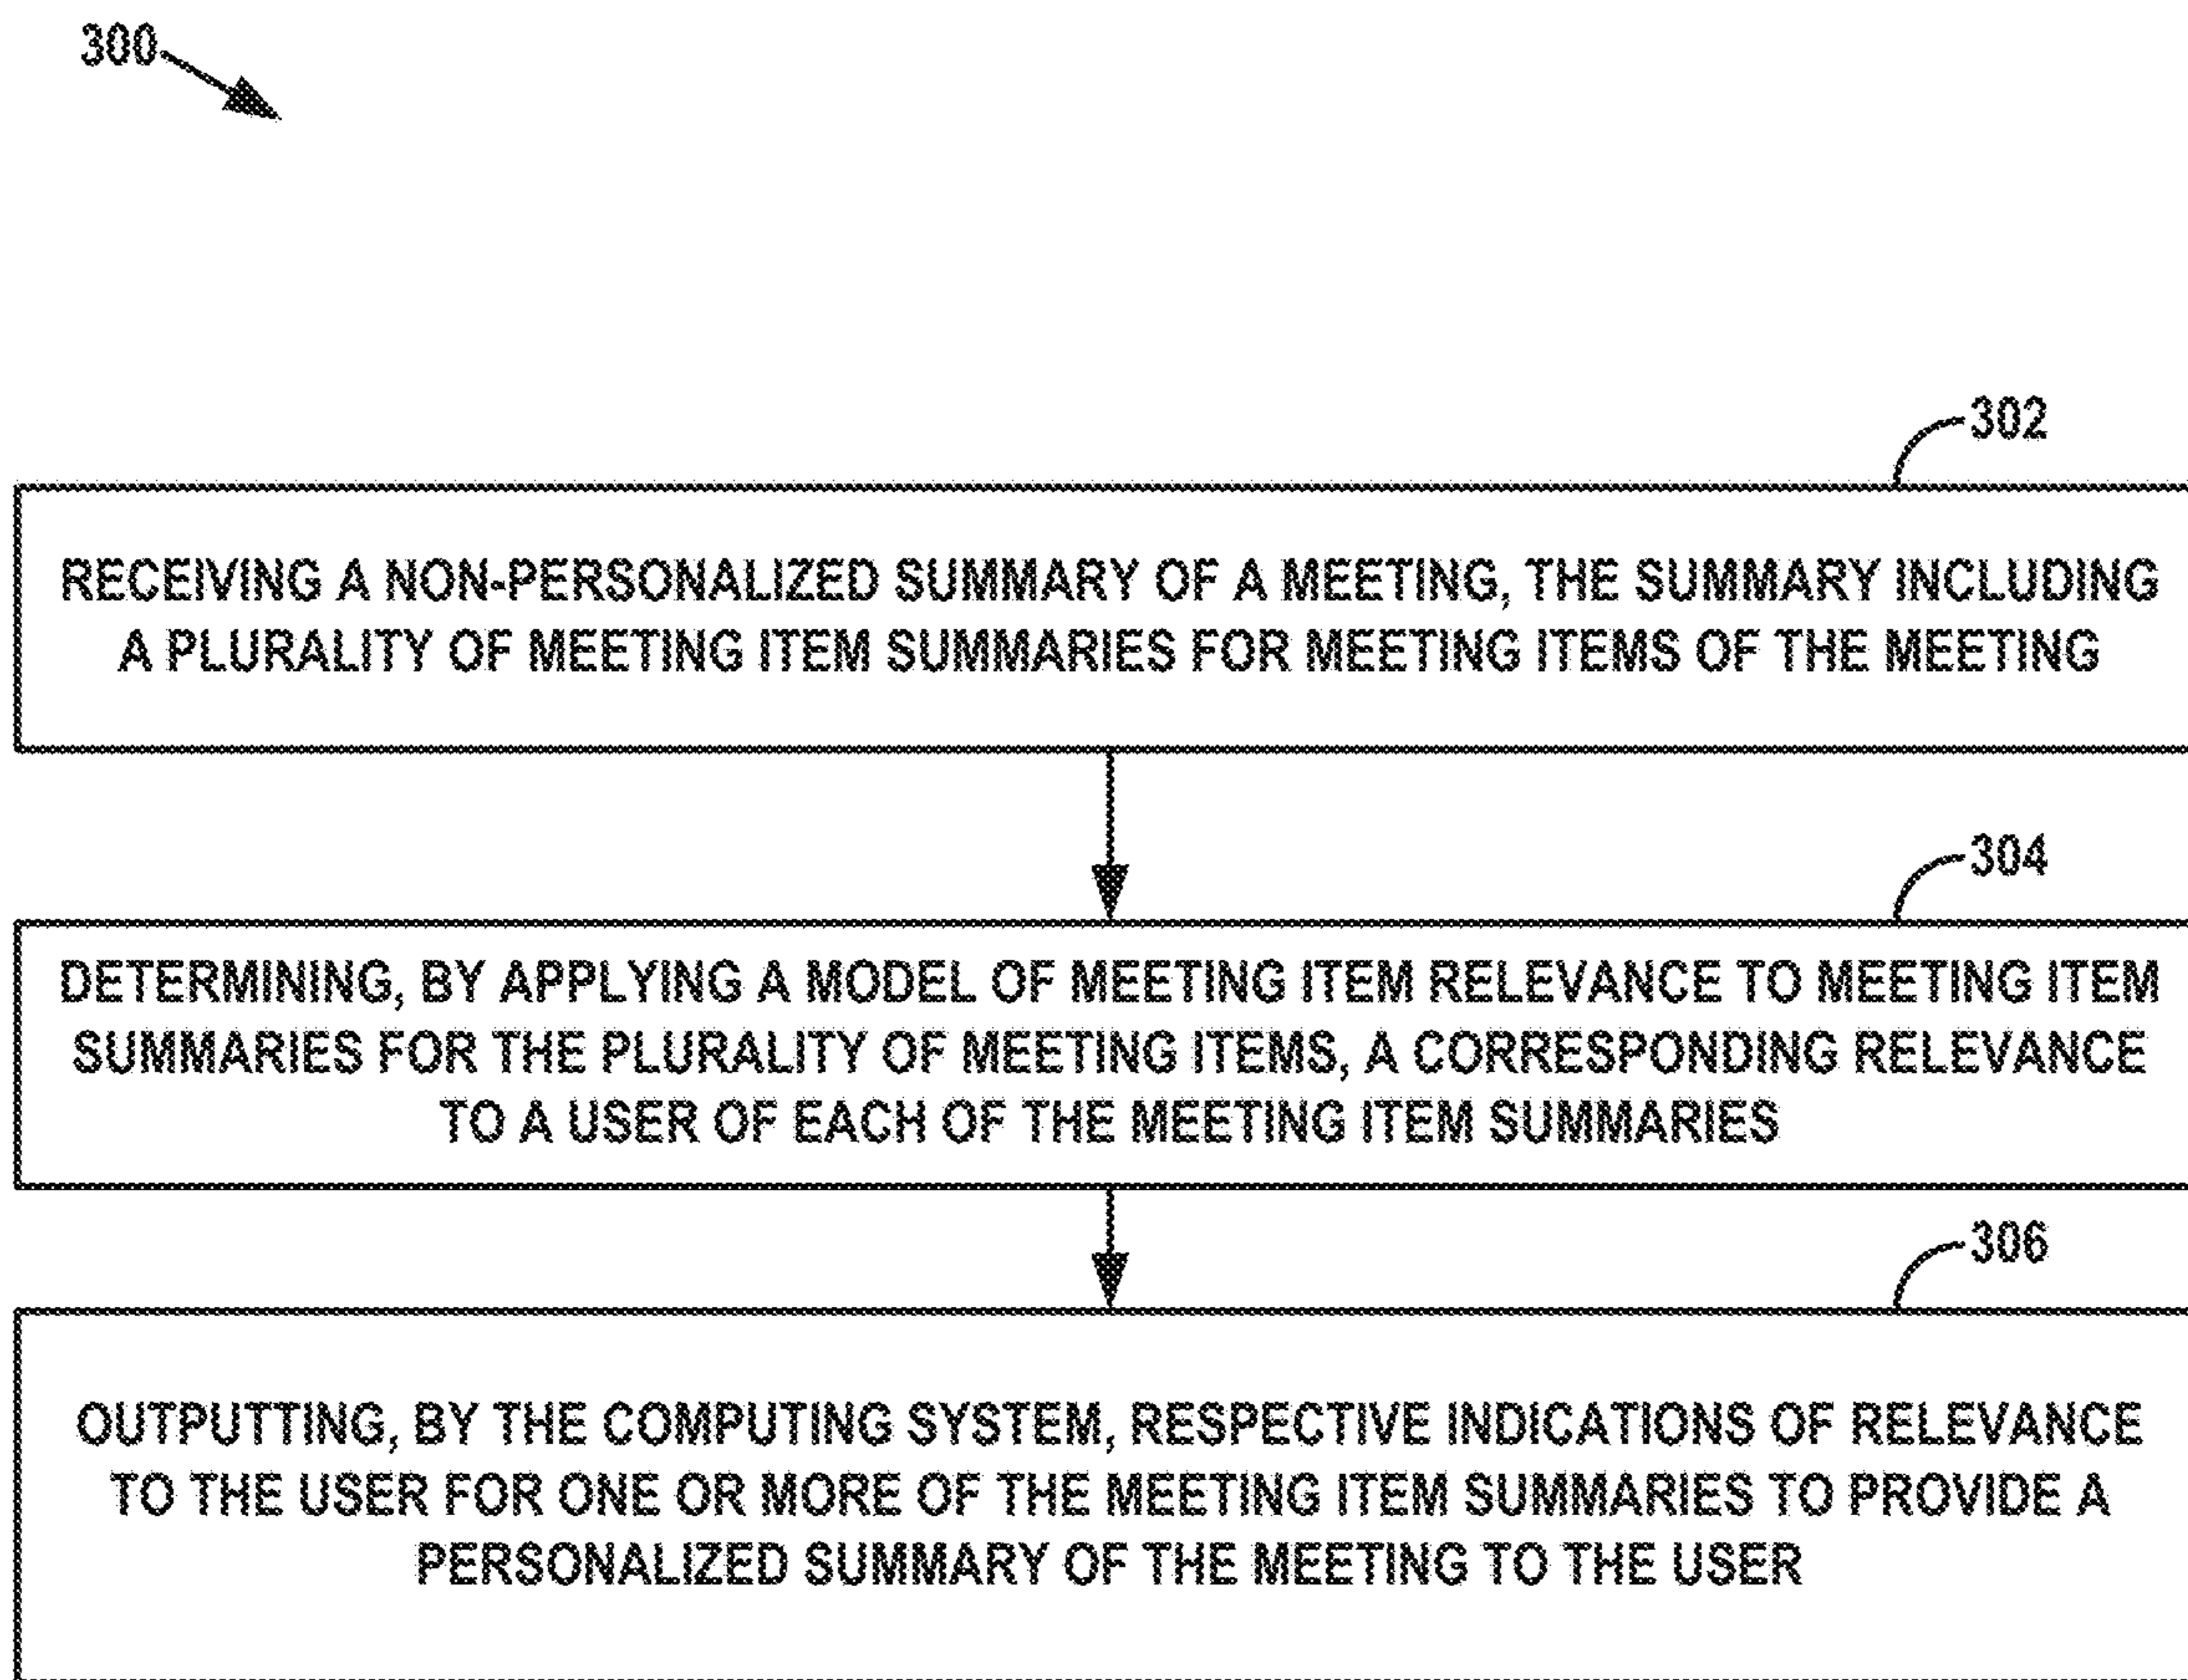 300
302
RECEIVING A NON-PERSONALIZED SUMMARY OF A MEETING, THE SUMMARY INCLUDING
A PLURALITY OF MEETING ITEM SUMMARIES FOR MEETING ITEMS OF THE MEETING
304
DETERMINING, BY APPLYING A MODEL OF MEETING ITEM RELEVANCE TO MEETING ITEM
SUMMARIES FOR THE PLURALITY OF MEETING ITEMS, A CORRESPONDING RELEVANCE
TO A USER OF EACH OF THE MEETING ITEM SUMMARIES
306
OUTPUTTING, BY THE COMPUTING SYSTEM, RESPECTIVE INDICATIONS OF RELEVANCE
TO THE USER FOR ONE OR MORE OF THE MEETING ITEM SUMMARIES TO PROVIDE A
PERSONALIZED SUMMARY OF THE MEETING TO THE USER